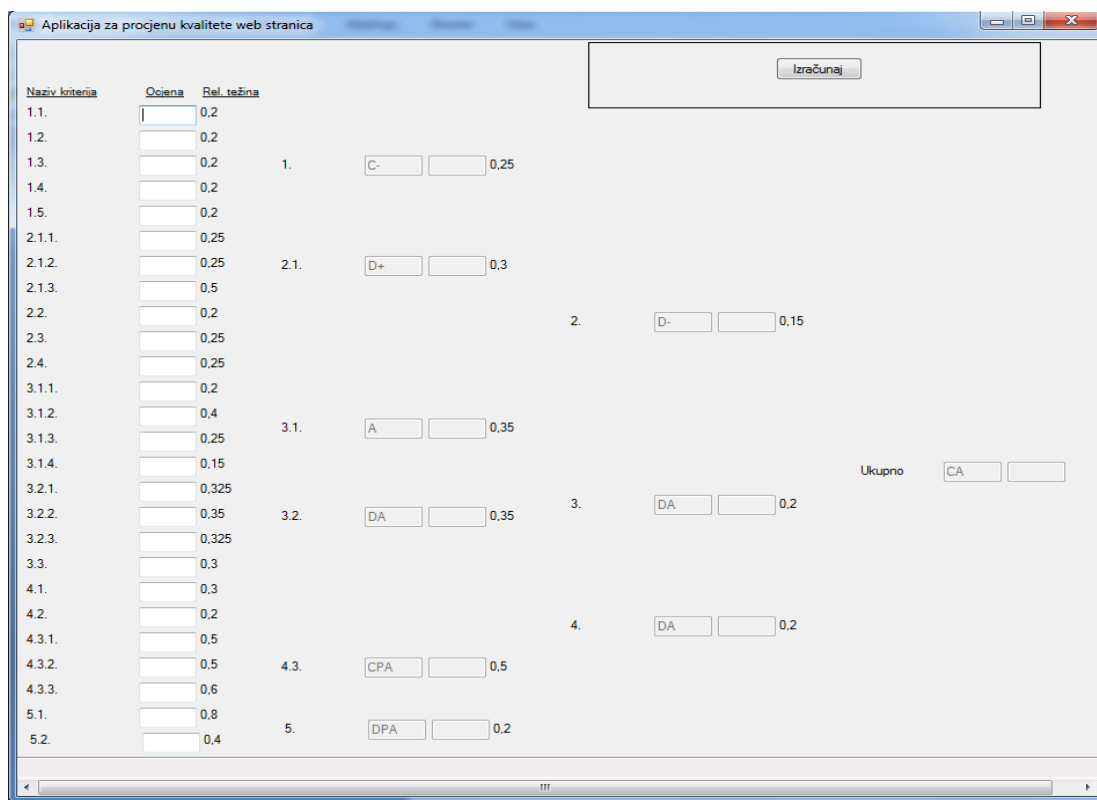 Aplikacija za procjenu kvalitete web stranica
Izračunaj
Naziv kriterija Ocjena Rel. težina
1.1. 0,2
1.2. 0,2
1.3. 0,2 1. C- 0,25
1.4. 0,2
1.5. 0,2
2.1.1. 0,25
2.1.2. 0,25 2.1. D+ 0,3
2.1.3. 0,5
2.2. 0,2
2. D- 0,15
2.3. 0,25
2.4. 0,25
3.1.1. 0,2
3.1.2. 0,4
3.1. A 0,35
3.1.3. 0,25
3.1.4. 0,15
Ukupno CA
3.2.1. 0,325
3. DA 0,2
3.2.2. 0,35 3.2. DA 0,35
3.2.3. 0,325
3.3. 0,3
4.1. 0,3
4.2. 0,2
4. DA 0,2
4.3.1. 0,5
4.3.2. 0,5 4.3. CPA 0,5
4.3.3. 0,6
5.1. 0,8
5. DPA 0,2
5.2. 0,4